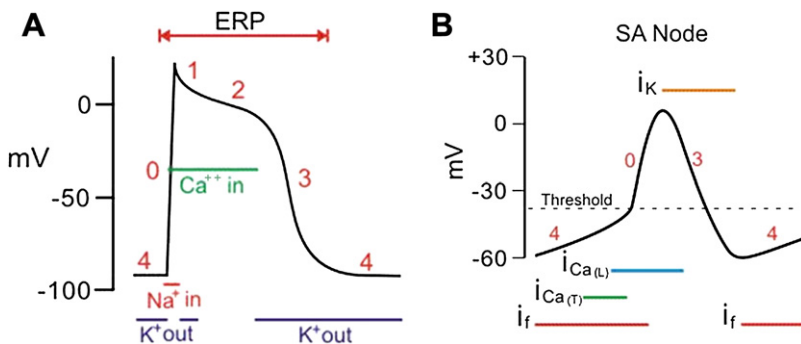 A
ERP
1
2
0
mV
0
Ca++ in
-50
3
4
4
-100
Na+ in
K+out
K+out
B
SA Node
+30
iK
0
mV
0
3
-30
Threshold
4
4
-60
iCa(L)
iCa(T)
if
if